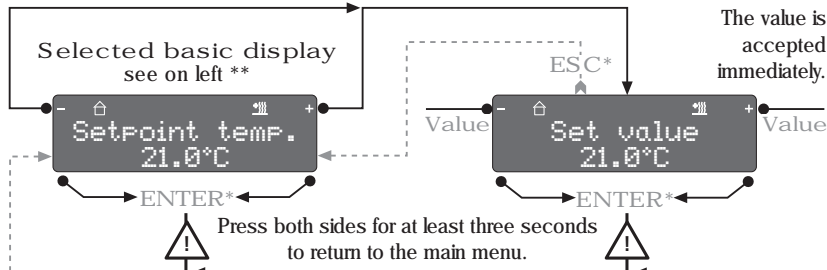 The value is
accepted
immediately.
Selected basic display
see on left **
ESC*
- +
Setpoint temp.
21.0°C
Value
- +
Set value
21.0°C
Value
ENTER*
ENTER*
Press both sides for at least three seconds
to return to the main menu.
!
!